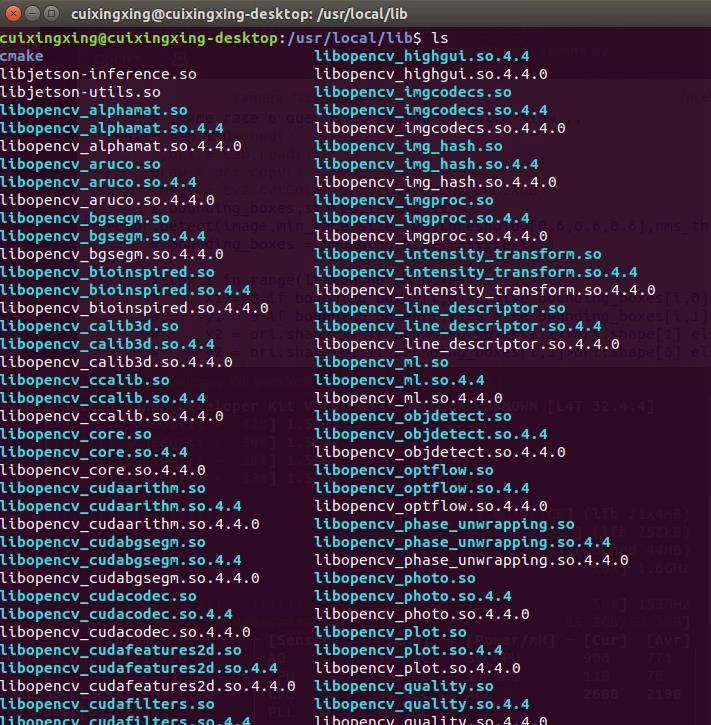 cuixingxing@cuixingxing-desktop: /usr/local/lib
cuixingxing@cuixingxing-desktop:/usr/local/lib$ ls
cmake libopencv_highgui.so.4.4
libjetson-inference.so libopencv_highgui.so.4.4.0
libjetson-utils.so libopencv_imgcodecs.so
libopencv_alphamat.so libopencv_imgcodecs.so.4.4
libopencv_alphamat.so.4.4 libopencv_imgcodecs.so.4.4.0
libopencv_alphamat.so.4.4.0 libopencv_img_hash.so
libopencv_aruco.so libopencv_img_hash.so.4.4
libopencv_aruco.so.4.4 libopencv_img_hash.so.4.4.0
libopencv_aruco.so.4.4.0 libopencv_imgproc.so
libopencv_bgsegm.so libopencv_imgproc.so.4.4
libopencv_bgsegm.so.4.4 libopencv_imgproc.so.4.4.0
libopencv_bgsegm.so.4.4.0 libopencv_intensity_transform.so
libopencv_bioinspired.so libopencv_intensity_transform.so.4.4
libopencv_bioinspired.so.4.4 libopencv_intensity_transform.so.4.4.0
libopencv_bioinspired.so.4.4.0 libopencv_line_descriptor.so
libopencv_calib3d.so libopencv_line_descriptor.so.4.4
libopencv_calib3d.so.4.4 libopencv_line_descriptor.so.4.4.0
libopencv_calib3d.so.4.4.0 libopencv_ml.so
libopencv_ccalib.so libopencv_ml.so.4.4
libopencv_ccalib.so.4.4 libopencv_ml.so.4.4.0
libopencv_ccalib.so.4.4.0 libopencv_objdetect.so
libopencv_core.so libopencv_objdetect.so.4.4
libopencv_core.so.4.4 libopencv_objdetect.so.4.4.0
libopencv_core.so.4.4.0 libopencv_optflow.so
libopencv_cudaarithm.so libopencv_optflow.so.4.4
libopencv_cudaarithm.so.4.4 libopencv_optflow.so.4.4.0
libopencv_cudaarithm.so.4.4.0 libopencv_phase_unwrapping.so
libopencv_cudabgsegm.so libopencv_phase_unwrapping.so.4.4
libopencv_cudabgsegm.so.4.4 libopencv_phase_unwrapping.so.4.4.0
libopencv_cudabgsegm.so.4.4.0 libopencv_photo.so
libopencv_cudacodec.so libopencv_photo.so.4.4
libopencv_cudacodec.so.4.4 libopencv_photo.so.4.4.0
libopencv_cudacodec.so.4.4.0 libopencv_plot.so
libopencv_cudafeatures2d.so libopencv_plot.so.4.4
libopencv_cudafeatures2d.so.4.4 libopencv_plot.so.4.4.0
libopencv_cudafeatures2d.so.4.4.0 libopencv_quality.so
libopencv_cudafilters.so libopencv_quality.so.4.4
libopencv_cudafilters.so.4.4 libopencv_quality.so.4.4.0